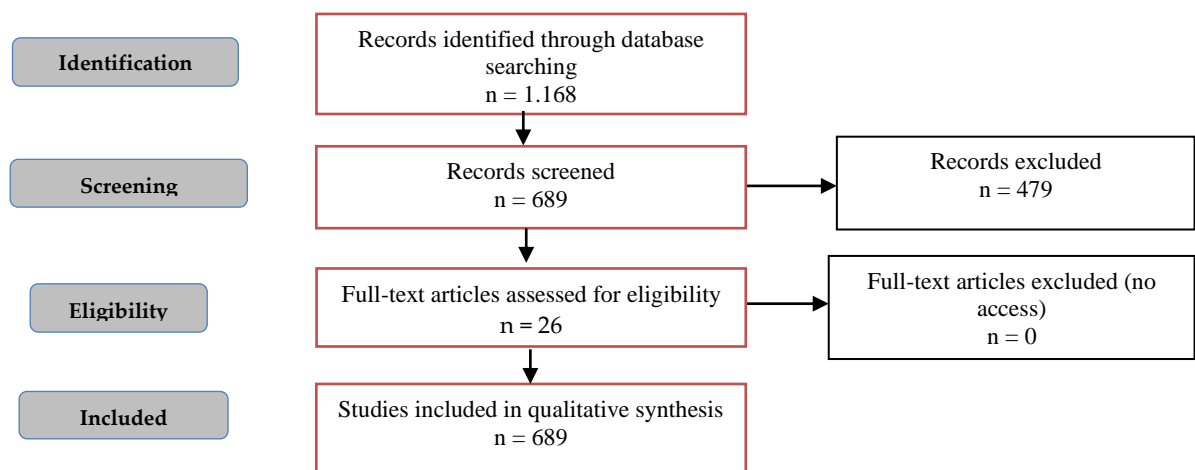 Identification
Records identified through database
searching
n = 1.168
Screening
Records screened
n = 689
Records excluded
n = 479
Eligibility
Full-text articles assessed for eligibility
n = 26
Full-text articles excluded (no
access)
n = 0
Included
Studies included in qualitative synthesis
n = 689